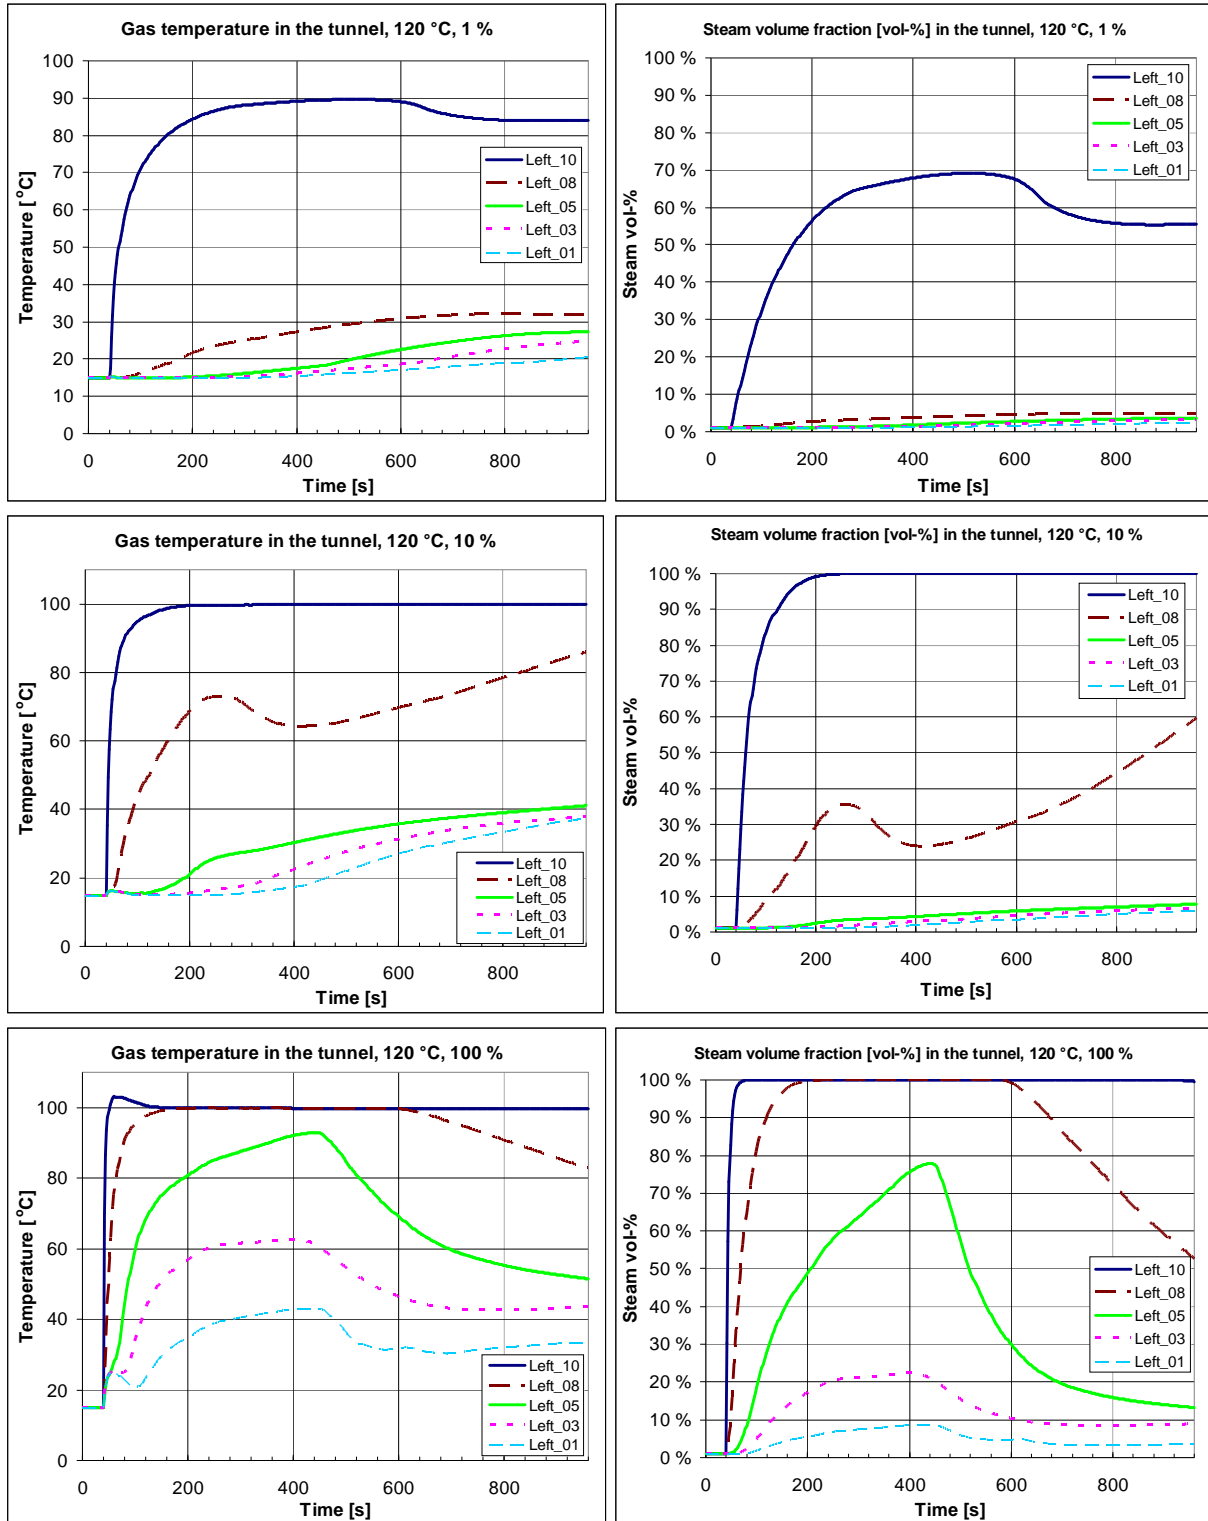 Gas temperature in the tunnel, 120 °C, 1 %
100
90
80
70
60
50
40
30
20
10
0
Temperature [°C]
0 200 400 600 800
Time [s]
Left_10
Left_08
Left_05
Left_03
Left_01
Steam volume fraction [vol-%] in the tunnel, 120 °C, 1 %
100 %
90 %
80 %
70 %
60 %
50 %
40 %
30 %
20 %
10 %
0 %
Steam vol-%
0 200 400 600 800
Time [s]
Left_10
Left_08
Left_05
Left_03
Left_01
Gas temperature in the tunnel, 120 °C, 10 %
100
80
60
40
20
0
Temperature [°C]
0 200 400 600 800
Time [s]
Left_10
Left_08
Left_05
Left_03
Left_01
Steam volume fraction [vol-%] in the tunnel, 120 °C, 10 %
100 %
90 %
80 %
70 %
60 %
50 %
40 %
30 %
20 %
10 %
0 %
Steam vol-%
0 200 400 600 800
Time [s]
Left_10
Left_08
Left_05
Left_03
Left_01
Gas temperature in the tunnel, 120 °C, 100 %
100
80
60
40
20
0
Temperature [°C]
0 200 400 600 800
Time [s]
Left_10
Left_08
Left_05
Left_03
Left_01
Steam volume fraction [vol-%] in the tunnel, 120 °C, 100 %
100 %
90 %
80 %
70 %
60 %
50 %
40 %
30 %
20 %
10 %
0 %
Steam vol-%
0 200 400 600 800
Time [s]
Left_10
Left_08
Left_05
Left_03
Left_01